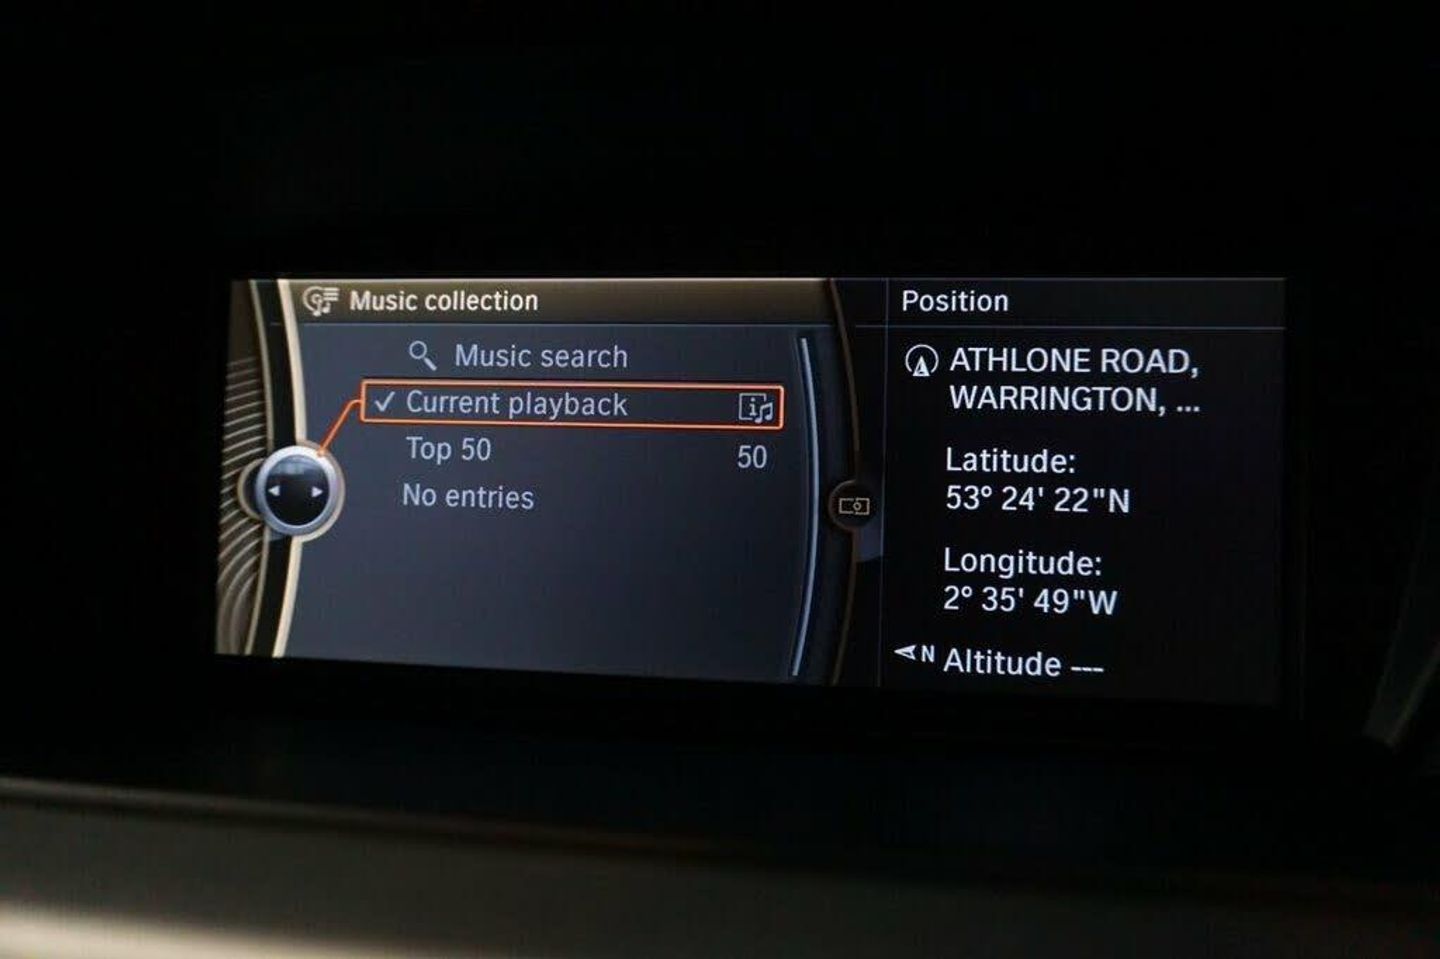 Music collection
Music search
Current playback
Top 50 50
No entries
Position
ATHLONE ROAD,
WARRINGTON, ...
Latitude:
53° 24' 22"N
Longitude:
2° 35' 49"W
N Altitude ---